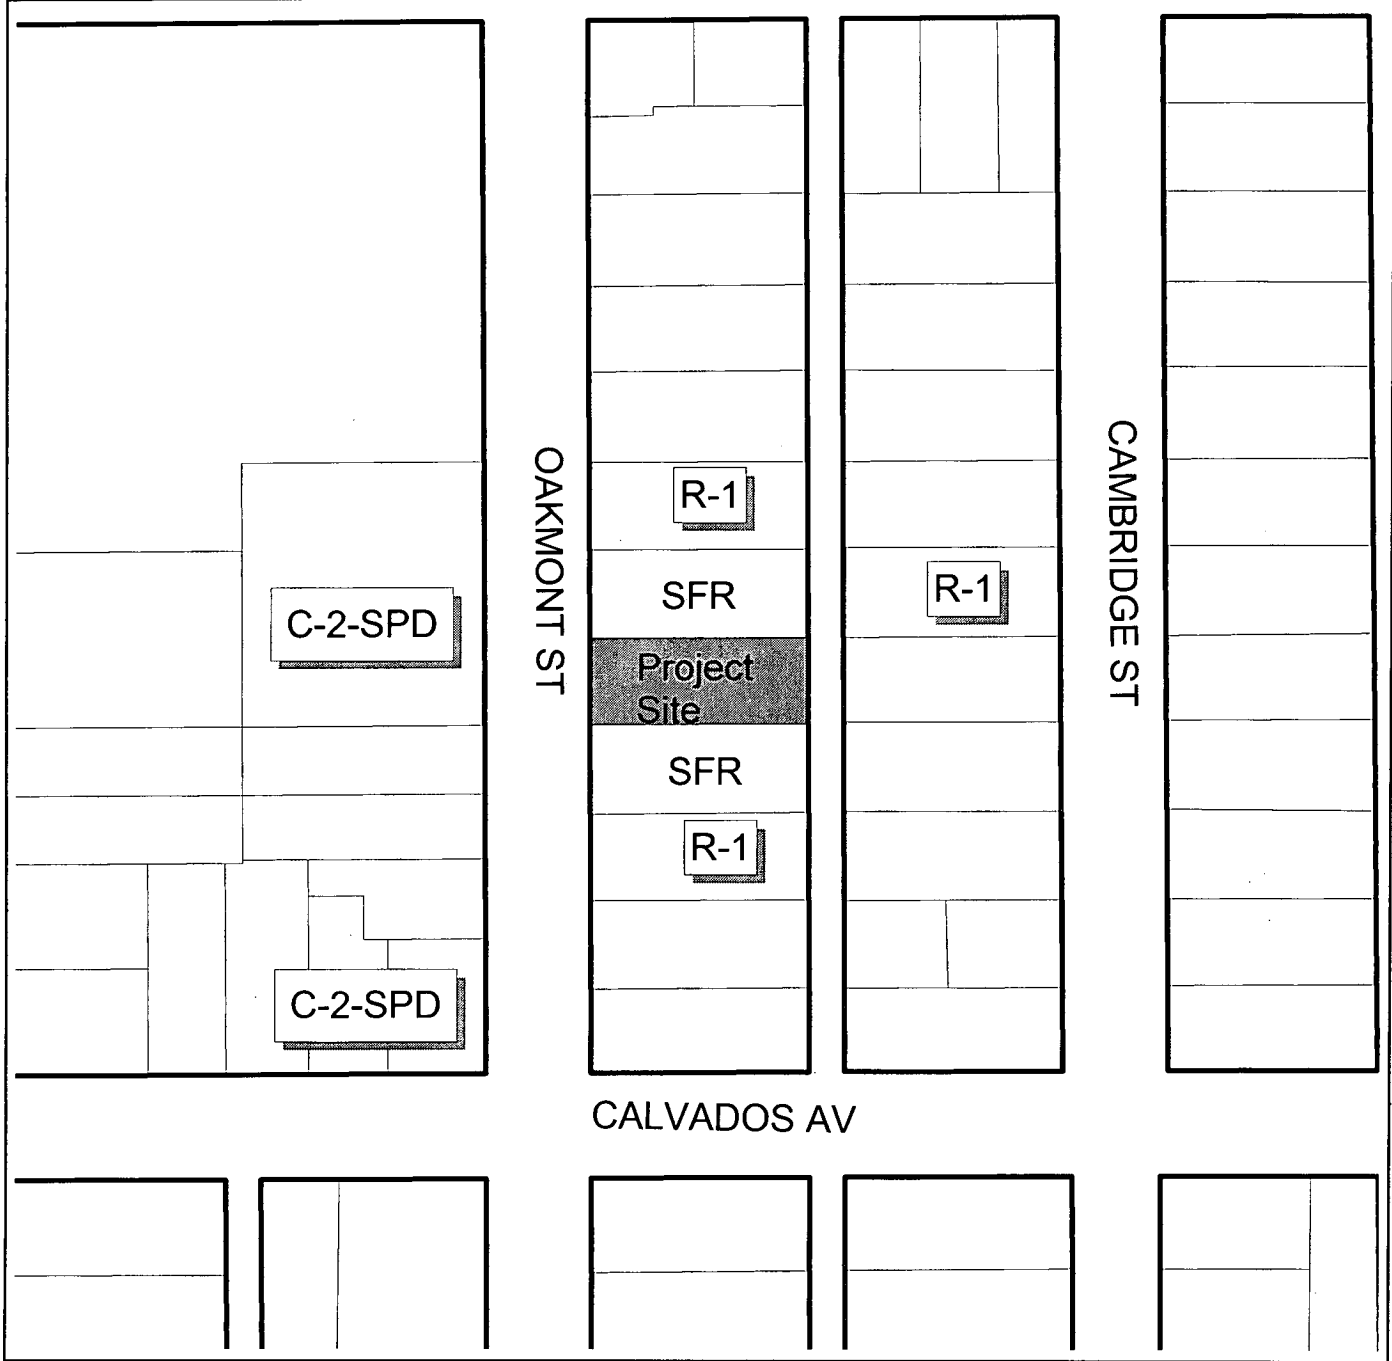 OAKMONT ST
CAMBRIDGE ST
R-1
SFR
R-1
C-2-SPD
Project
Site
SFR
R-1
C-2-SPD
CALVADOS AV